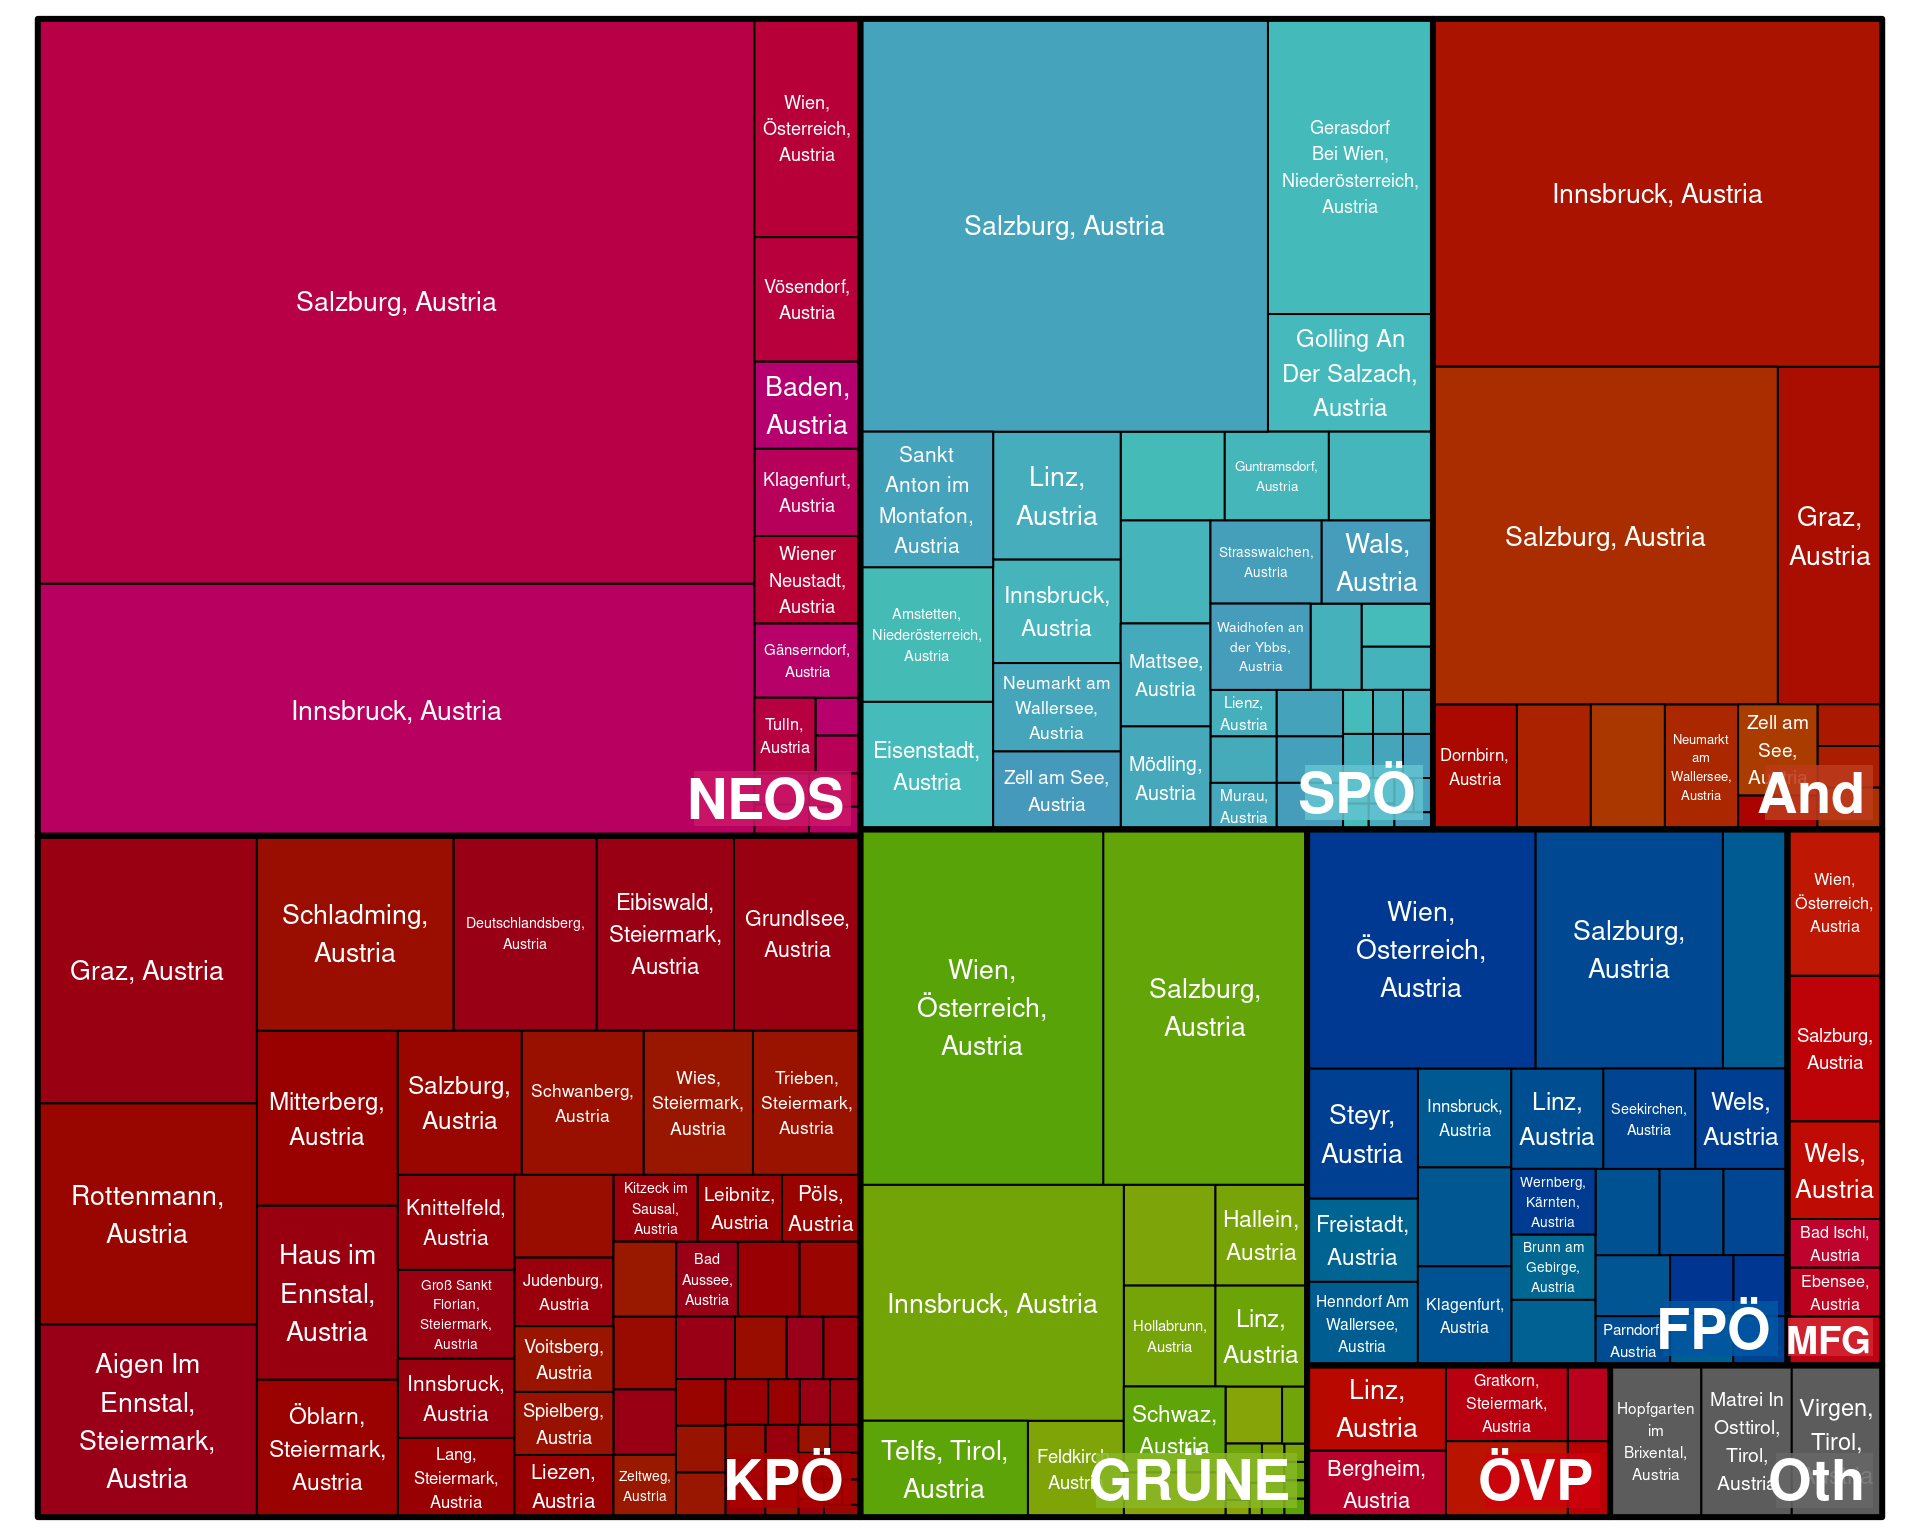 Salzburg, Austria
Innsbruck, Austria
Wien,
Österreich,
Austria
Vösendorf,
Austria
Baden,
Austria
Klagenfurt,
Austria
Wiener
Neustadt,
Austria
Gänserndorf,
Austria
Tulln,
Austria
NEOS
Salzburg, Austria
Gerasdorf
Bei Wien,
Niederösterreich,
Austria
Golling An
Der Salzach,
Austria
Sankt
Anton im
Montafon,
Austria
Amstetten,
Niederösterreich,
Austria
Eisenstadt,
Austria
Linz,
Austria
Innsbruck,
Austria
Neumarkt am
Wallersee,
Austria
Zell am See,
Austria
Guntramsdorf,
Austria
Strasswalchen,
Austria
Wals,
Austria
Mattsee,
Austria
Waidhofen an
der Ybbs,
Austria
Mödling,
Austria
Lienz,
Austria
Murau,
Austria
SPÖ
Innsbruck, Austria
Salzburg, Austria
Graz,
Austria
Dornbirn,
Austria
Neumarkt
am
Wallersee,
Austria
Zell am
See,
Austria
And
Graz, Austria
Rottenmann,
Austria
Aigen Im
Ennstal,
Steiermark,
Austria
Schladming,
Austria
Deutschlandsberg,
Austria
Eibiswald,
Steiermark,
Austria
Grundlsee,
Austria
Mitterberg,
Austria
Haus im
Ennstal,
Austria
Öblarn,
Steiermark,
Austria
Salzburg,
Austria
Schwanberg,
Austria
Wies,
Steiermark,
Austria
Trieben,
Steiermark,
Austria
Knittelfeld,
Austria
Groß Sankt
Florian,
Steiermark,
Austria
Innsbruck,
Austria
Lang,
Steiermark,
Austria
Judenburg,
Austria
Voitsberg,
Austria
Spielberg,
Austria
Liezen,
Austria
Kitzeck im
Sausal,
Austria
Leibnitz,
Austria
Pöls,
Austria
Bad
Aussee,
Austria
Zeltweg,
Austria
KPÖ
Wien,
Österreich,
Austria
Salzburg,
Austria
Innsbruck, Austria
Hallein,
Austria
Hollabrunn,
Austria
Linz,
Austria
Telfs, Tirol,
Austria
Feldkirch,
Austria
Schwaz,
Austria
GRÜNE
Wien,
Österreich,
Austria
Salzburg,
Austria
Steyr,
Austria
Freistadt,
Austria
Henndorf Am
Wallersee,
Austria
Innsbruck,
Austria
Klagenfurt,
Austria
Linz,
Austria
Seekirchen,
Austria
Wels,
Austria
Wernberg,
Kärnten,
Austria
Brunn am
Gebirge,
Austria
Parndorf,
Austria
FPÖ
Wien,
Österreich,
Austria
Salzburg,
Austria
Wels,
Austria
Bad Ischl,
Austria
Ebensee,
Austria
MFG
Linz,
Austria
Bergheim,
Austria
Gratkorn,
Steiermark,
Austria
ÖVP
Hopfgarten
im
Brixental,
Austria
Matrei In
Osttirol,
Tirol,
Austria
Virgen,
Tirol,
Austria
Oth